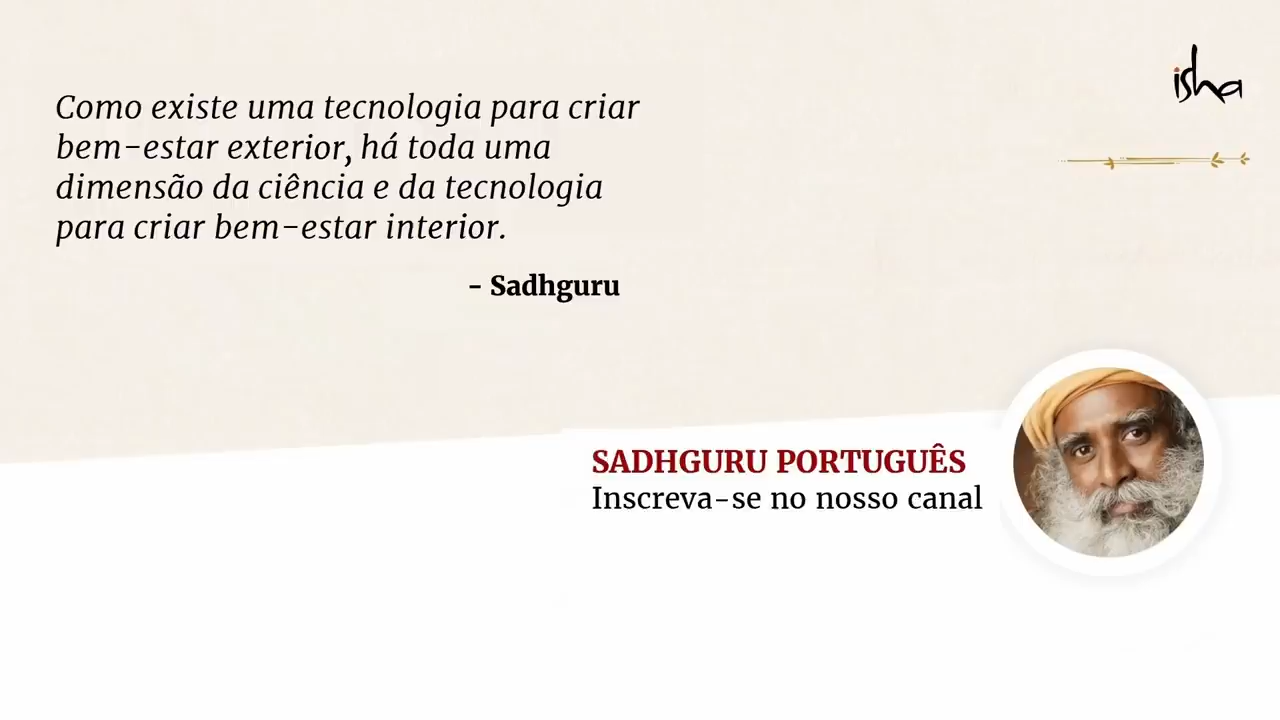 Como existe uma tecnologia para criar
bem-estar exterior, há toda uma
dimensão da ciência e da tecnologia
para criar bem-estar interior.
- Sadhguru
isha
SADHGURU PORTUGUÊS
Inscreva-se no nosso canal